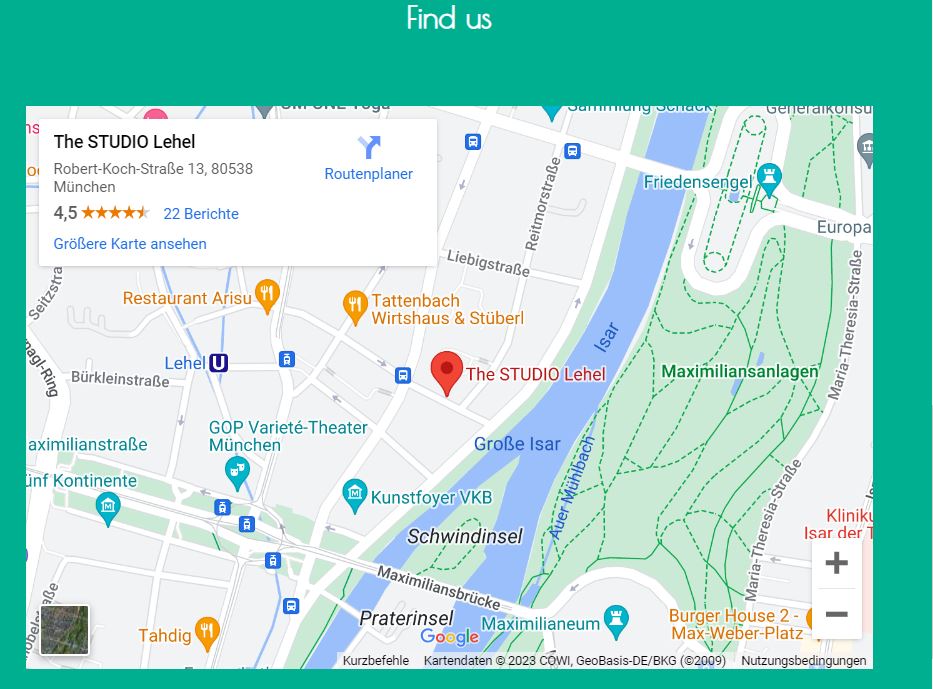 Find us
Sammlung Schack
The STUDIO Lehel
Robert-Koch-Straße 13, 80538
München
4,5
22 Berichte
Größere Karte ansehen
Routenplaner
Reitmorstraße
Friedensengel
Europa
Liebigstraße
Seitzstra
Restaurant Arisu
Tattenbach
Wirtshaus & Stüberl
Isar
Maria-Theresia-Straße
Lehel U
The STUDIO Lehel
Maximiliansanlagen
Bürkleinstraße
nagl-Ring
GOP Varieté-Theater
München
Große Isar
aximilianstraße
Auer Mühlbach
ünf Kontinente
Kunstfoyer VKB
Maria-Theresia-Straße
Schwindinsel
Kliniku
Isar der T
Maximiliansbrücke
Praterinsel
Google
Maximilianeum
Burger House 2 -
Max-Weber-Platz
Tahdig
Kurzbefehle Kartendaten © 2023 COWI, GeoBasis-DE/BKG (©2009) Nutzungsbedingungen